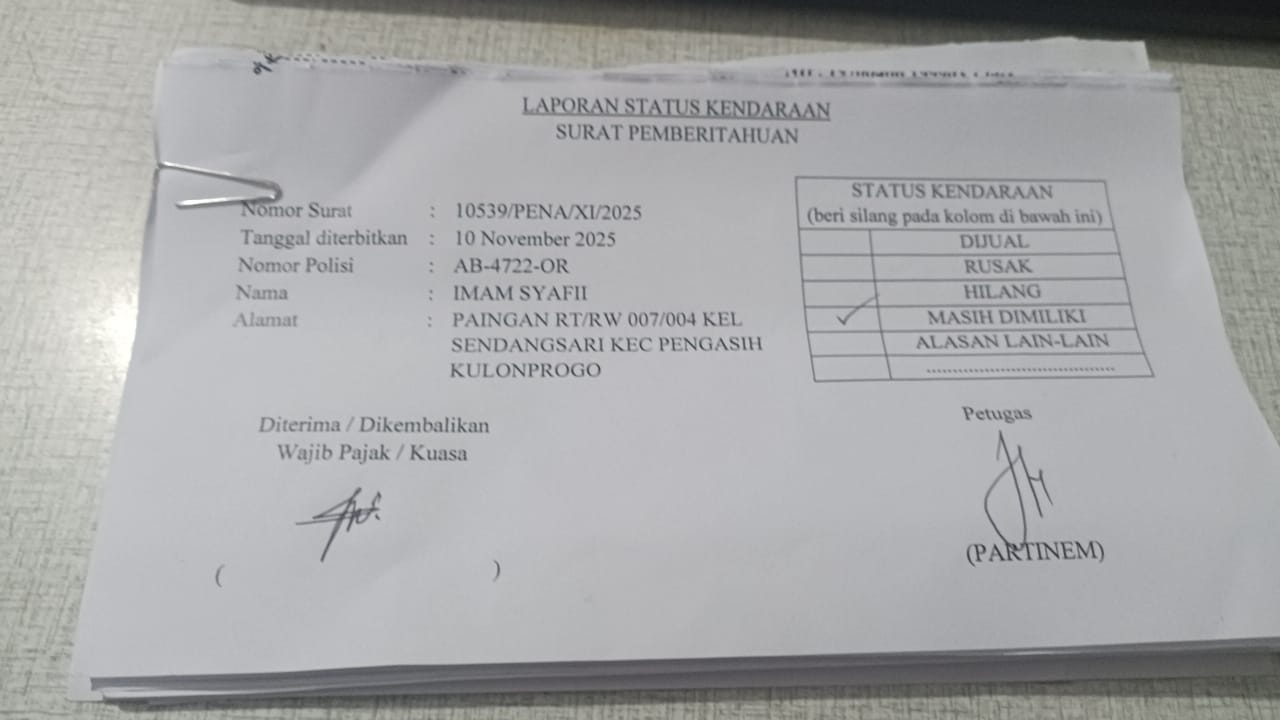 LAPORAN STATUS KENDARAAN
SURAT PEMBERITAHUAN
Nomor Surat : 10539/PENA/XI/2025
Tanggal diterbitkan : 10 November 2025
Nomor Polisi : AB-4722-OR
Nama : IMAM SYAFII
Alamat : PAINGAN RT/RW 007/004 KEL
SENDANGSARI KEC PENGASIH
KULONPROGO
STATUS KENDARAAN
(beri silang pada kolom di bawah ini)
DIJUAL
RUSAK
HILANG
✓ MASIH DIMILIKI
ALASAN LAIN-LAIN
.......................................
Diterima / Dikembalikan
Wajib Pajak / Kuasa
( )
Petugas
(PARTINEM)